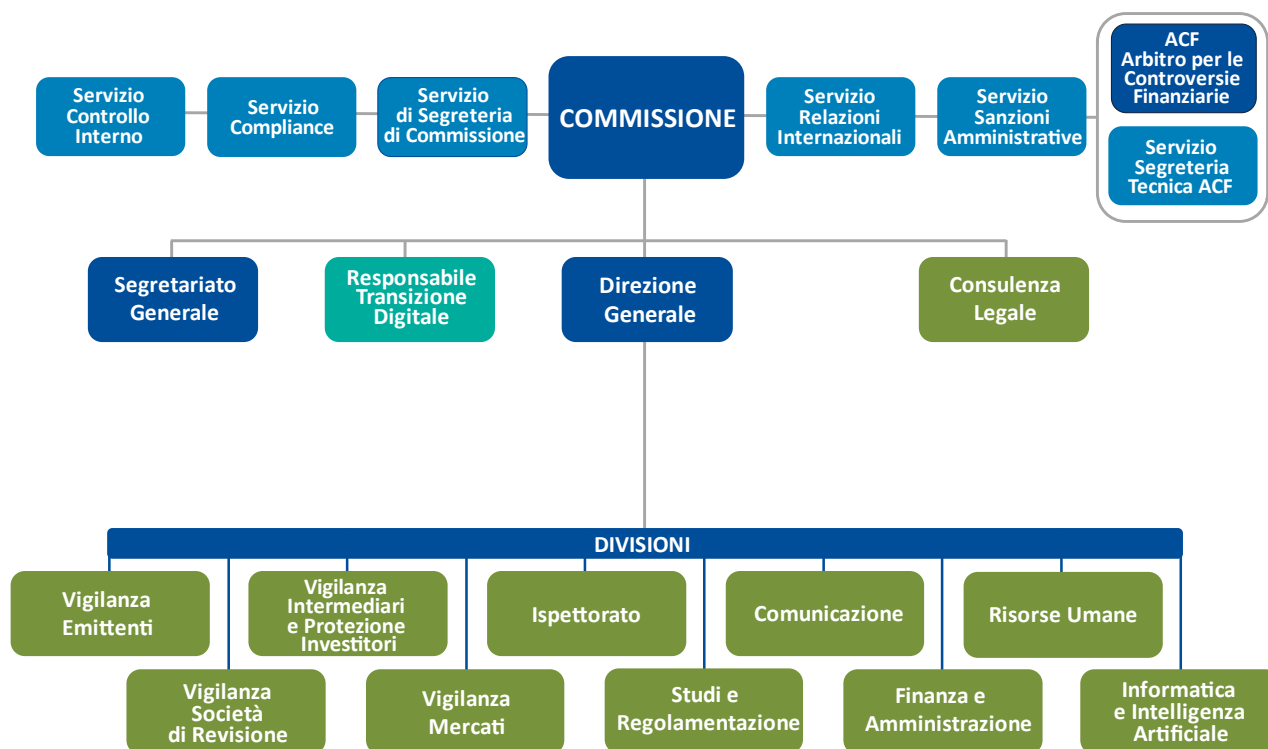 Servizio
Controllo
Interno
Servizio
Compliance
Servizio
di Segreteria
di Commissione
COMMISSIONE
Servizio
Relazioni
Internazionali
Servizio
Sanzioni
Amministrative
ACF
Arbitro per le
Controversie
Finanziarie
Servizio
Segreteria
Tecnica ACF
Segretariato
Generale
Responsabile
Transizione
Digitale
Direzione
Generale
Consulenza
Legale
DIVISIONI
Vigilanza
Emittenti
Vigilanza
Intermediari
e Protezione
Investitori
Ispettorato
Comunicazione
Risorse Umane
Vigilanza
Società
di Revisione
Vigilanza
Mercati
Studi e
Regolamentazione
Finanza e
Amministrazione
Informatica
e Intelligenza
Artificiale